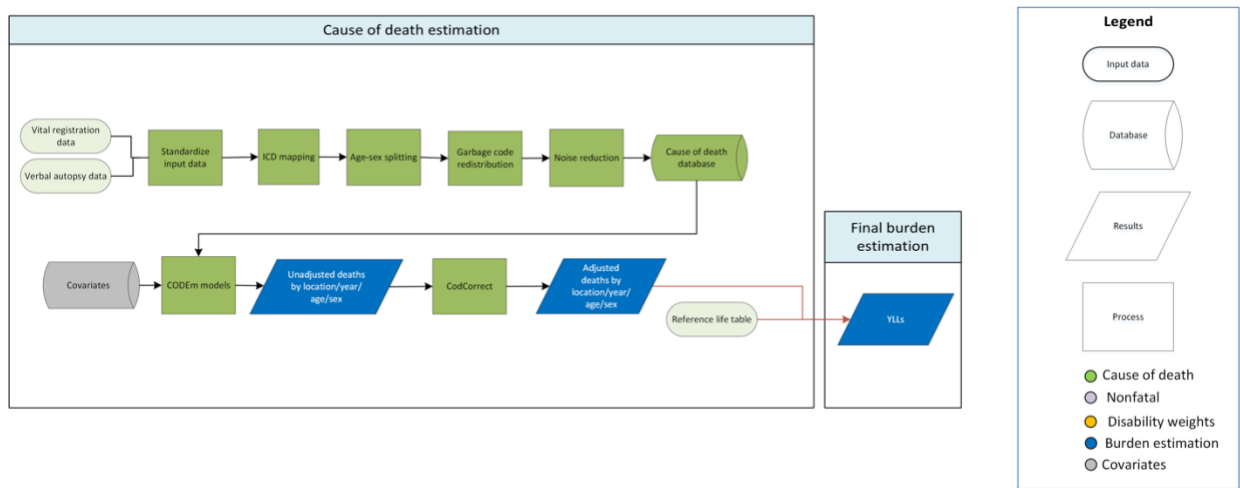 Cause of death estimation
Vital registration
data
Verbal autopsy data
Standardize
input data
ICD mapping
Age-sex splitting
Garbage code
redistribution
Noise reduction
Cause of death
database
Covariates
CODEm models
Unadjusted deaths
by location/year/
age/sex
CodCorrect
Adjusted
deaths by
location/year/
age/sex
Reference life table
Final burden
estimation
YLLs
Legend
Input data
Database
Results
Process
Cause of death
Nonfatal
Disability weights
Burden estimation
Covariates